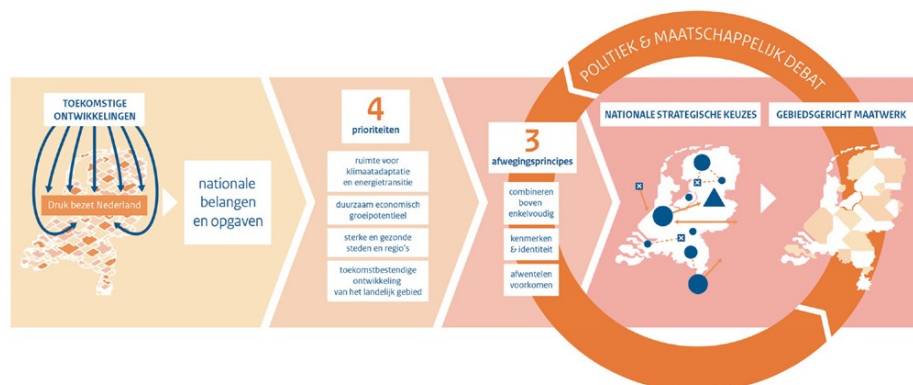 POLITIEK & MAATSCHAPPELIJK DEBAT
TOEKOMSTIGE
ONTWIKKELINGEN
Druk bezet Nederland
nationale
belangen
en opgaven
4
prioriteiten
ruimte voor
klimaatadaptatie
en energietransitie
duurzaam economisch
groeipotentieel
sterke en gezonde
steden en regio's
toekomstbestendige
ontwikkeling
van het landelijk gebied
3
afwegingsprincipes
combineren
boven
enkelvoudig
kenmerken
& identiteit
afwentelen
voorkomen
NATIONALE STRATEGISCHE KEUZES
GEBIEDSGERICHT MAATWERK